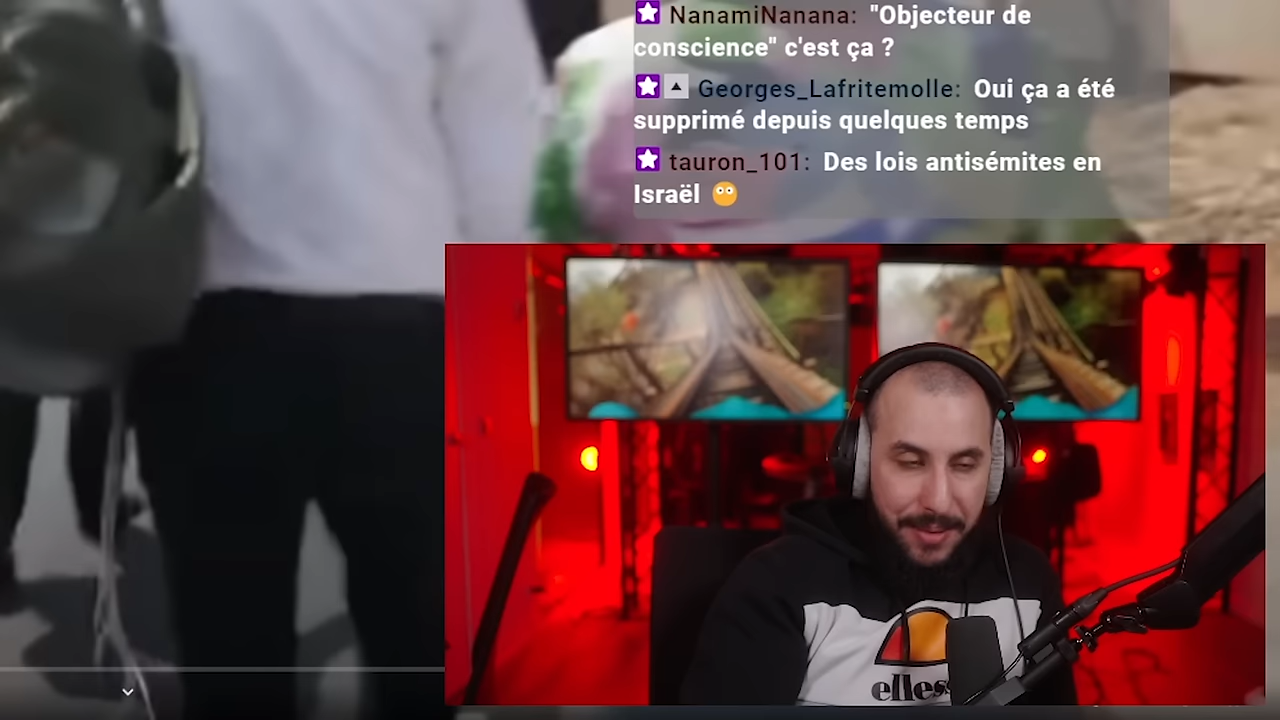 NanamiNanana: "Objecteur de
conscience" c'est ça ?
Georges_Lafritemolle: Oui ça a été
supprimé depuis quelques temps
tauron_101: Des lois antisémites en
Israël 😶
elles